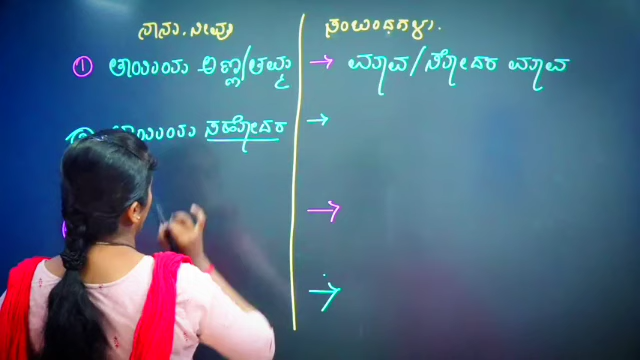 ನಾನು.ನೀವು
ಸಂಬಂಧಗಳು.
① ತಾಯಿಯ ಅಣ್ಣ/ತಮ್ಮ → ಮಾವ/ಸೋದರ ಮಾವ
ತಾಯಿಯ ಸಹೋದರ →
→
→